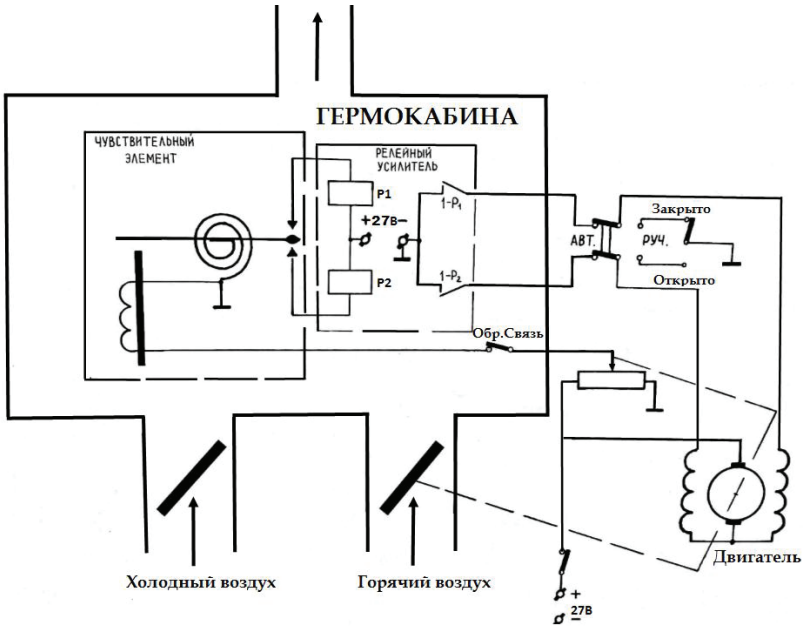 ГЕРМОКАБИНА
ЧУВСТВИТЕЛЬНЫЙ
ЭЛЕМЕНТ
РЕЛЕЙНЫЙ
УСИЛИТЕЛЬ
Р1
+27В−
Р2
1-Р₁
1-Р₂
АВТ.
РУЧ.
Закрыто
Открыто
Обр.Связь
Холодный воздух
Горячий воздух
Двигатель
+
27В
−